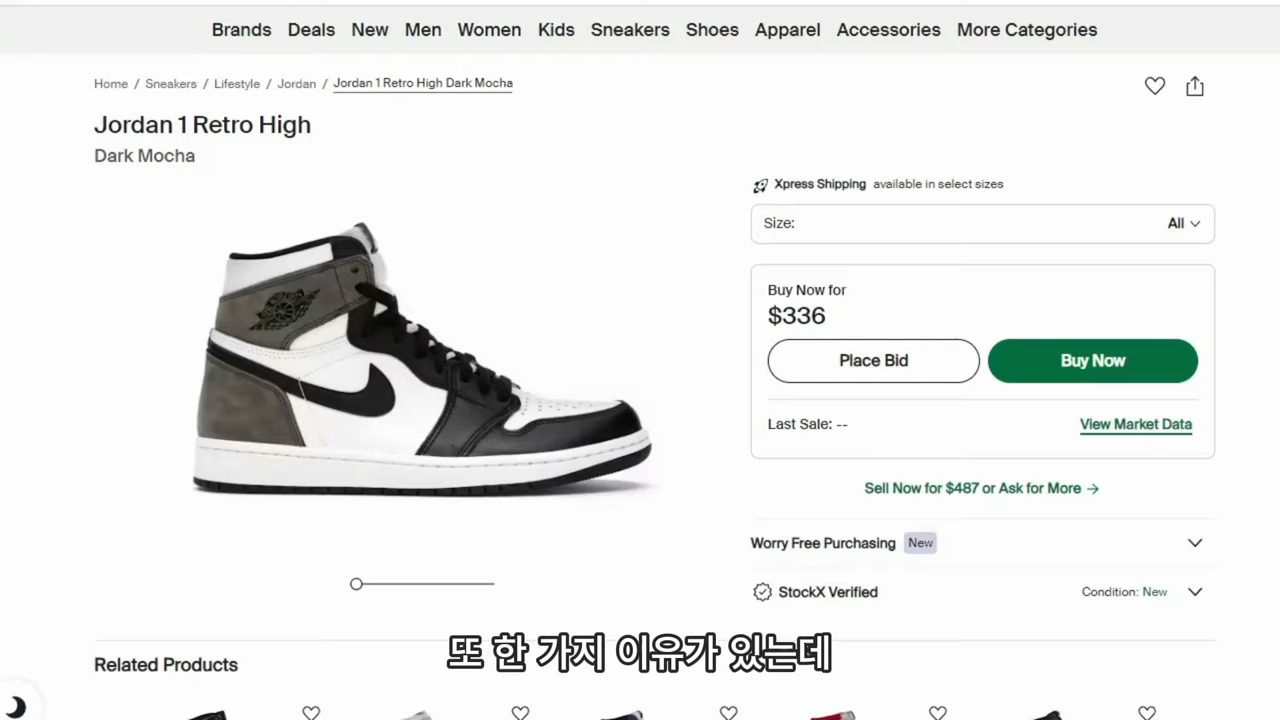 Brands Deals New Men Women Kids Sneakers Shoes Apparel Accessories More Categories
Home / Sneakers / Lifestyle / Jordan / Jordan 1 Retro High Dark Mocha
Jordan 1 Retro High
Dark Mocha
Xpress Shipping available in select sizes
Size: All
Buy Now for
$336
Place Bid Buy Now
Last Sale: -- View Market Data
Sell Now for $487 or Ask for More →
Worry Free Purchasing New
StockX Verified Condition: New
또 한 가지 이유가 있는데
Related Products